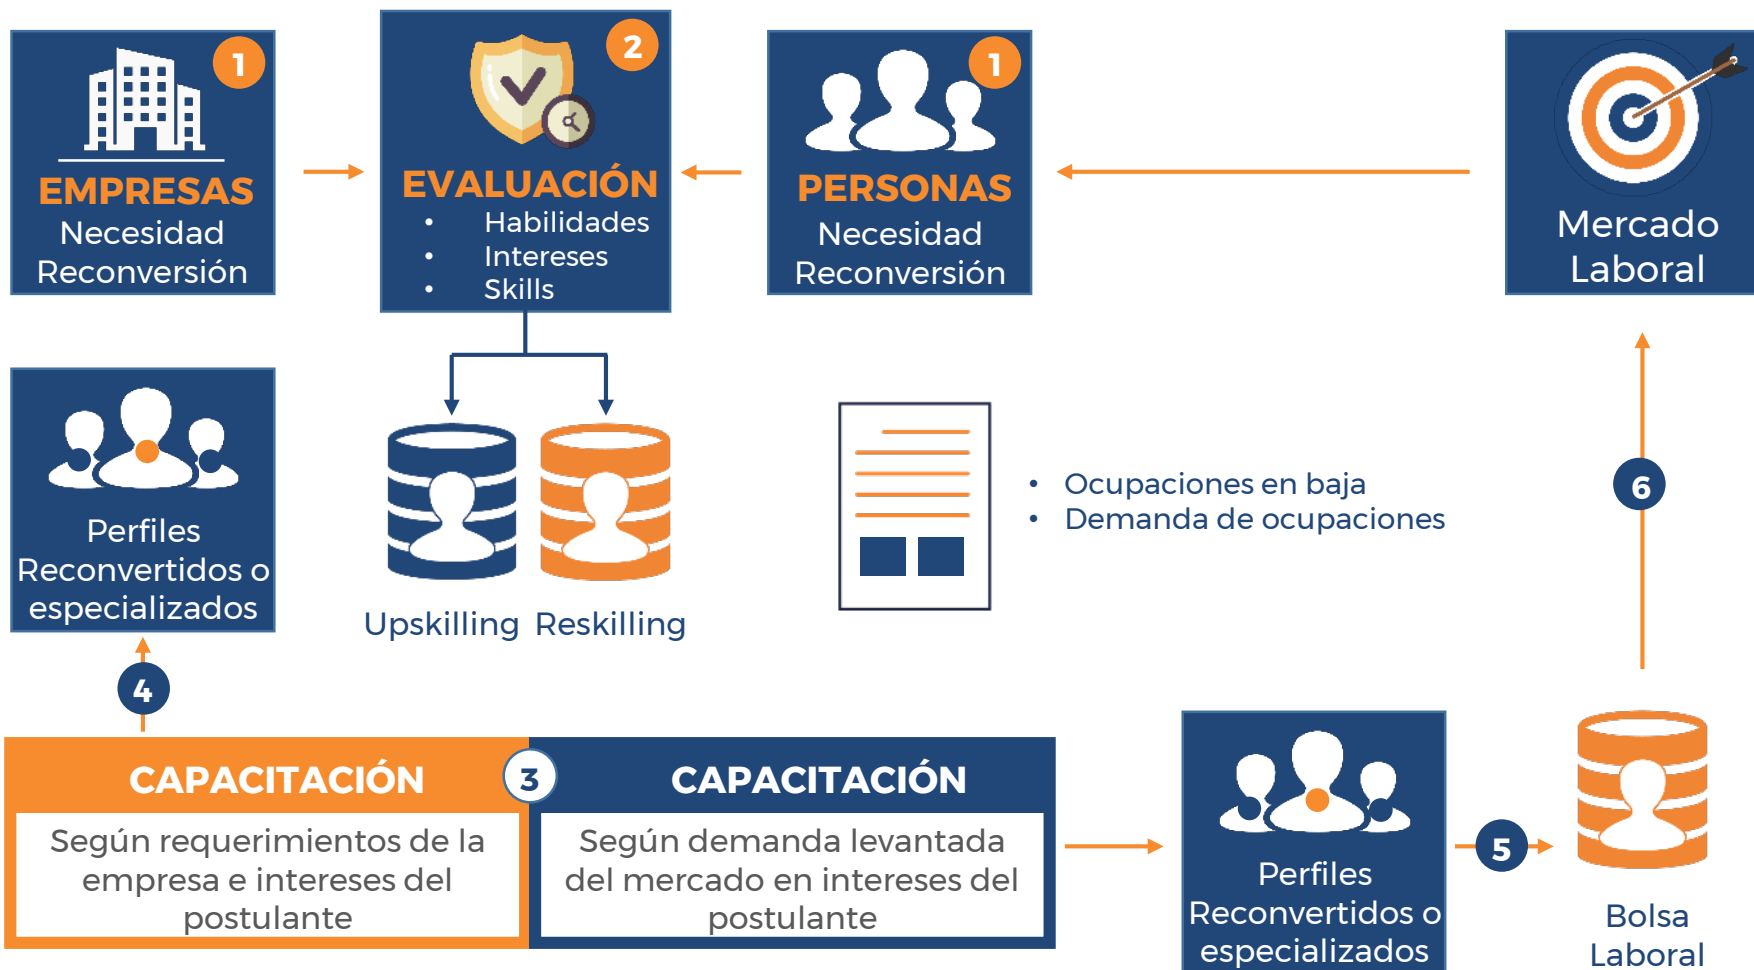 1
EMPRESAS
Necesidad
Reconversión
2
EVALUACIÓN
• Habilidades
• Intereses
• Skills
1
PERSONAS
Necesidad
Reconversión
Mercado
Laboral
Perfiles
Reconvertidos o
especializados
Upskilling
Reskilling
• Ocupaciones en baja
• Demanda de ocupaciones
6
4
CAPACITACIÓN
Según requerimientos de la
empresa e intereses del
postulante
3
CAPACITACIÓN
Según demanda levantada
del mercado en intereses del
postulante
Perfiles
Reconvertidos o
especializados
5
Bolsa
Laboral